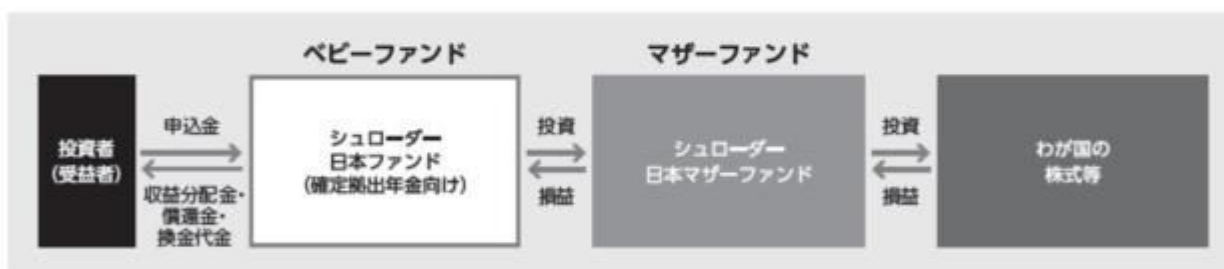 ベビーファンド
マザーファンド
投資者
(受益者)
申込金
収益分配金・
償還金・
換金代金
シュローダー
日本ファンド
(確定拠出年金向け)
投資
損益
シュローダー
日本マザーファンド
投資
損益
わが国の
株式等